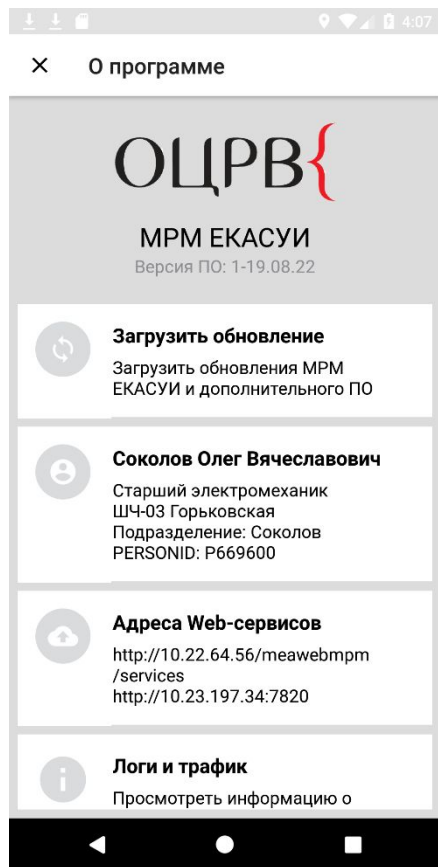 4:07
О программе
ОЦРВ{
МРМ ЕКАСУИ
Версия ПО: 1-19.08.22
Загрузить обновление
Загрузить обновления МРМ
ЕКАСУИ и дополнительного ПО
Соколов Олег Вячеславович
Старший электромеханик
ШЧ-03 Горьковская
Подразделение: Соколов
PERSONID: P669600
Адреса Web-сервисов
http://10.22.64.56/meawebmpm
/services
http://10.23.197.34:7820
Логи и трафик
Просмотреть информацию о